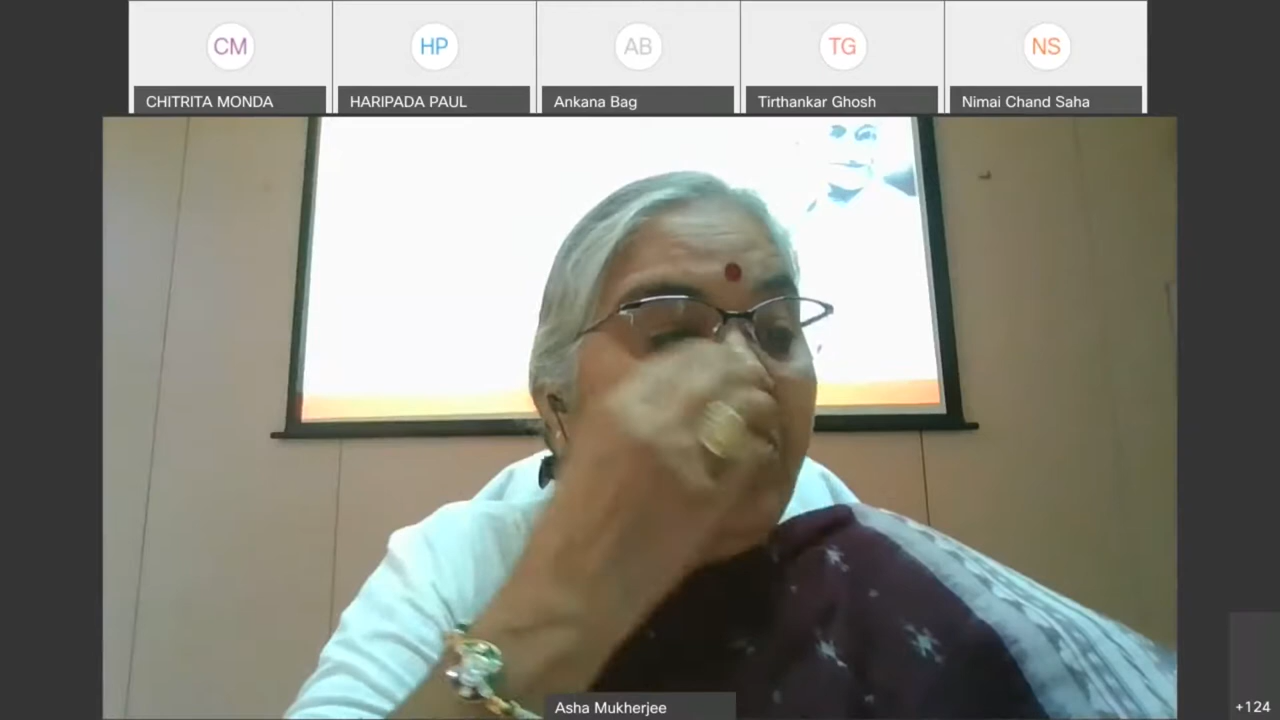 CM
HP
AB
TG
NS
CHITRITA MONDA
HARIPADA PAUL
Ankana Bag
Tirthankar Ghosh
Nimai Chand Saha
Asha Mukherjee
+124